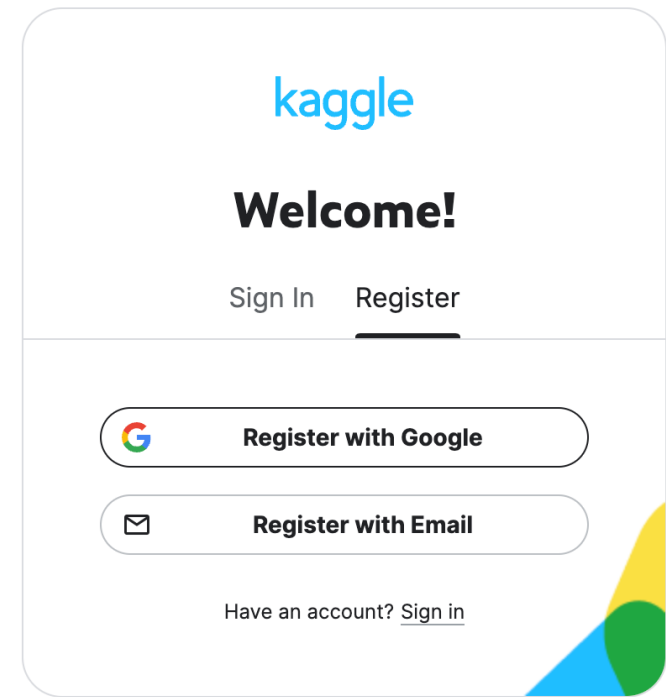 kaggle
Welcome!
Sign In Register
Register with Google
Register with Email
Have an account? Sign in